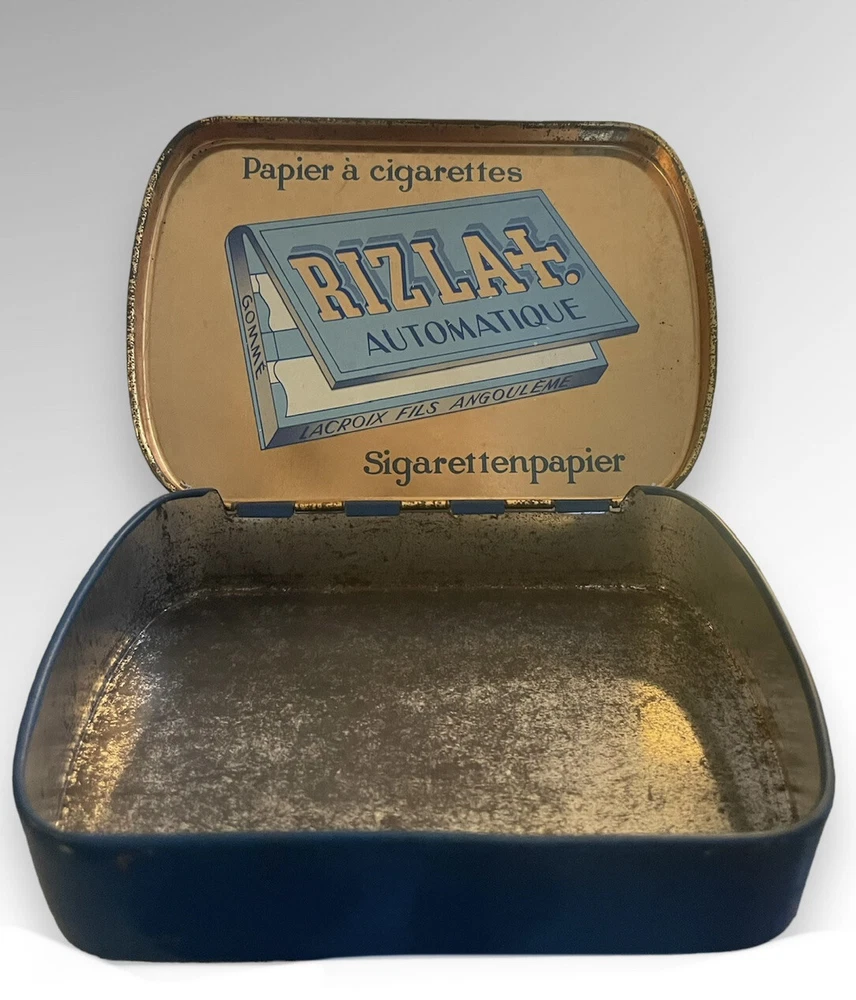 Papier à cigarettes
RIZLA+.
AUTOMATIQUE
GOMMÉ
LACROIX FILS ANGOULÊME
Sigarettenpapier